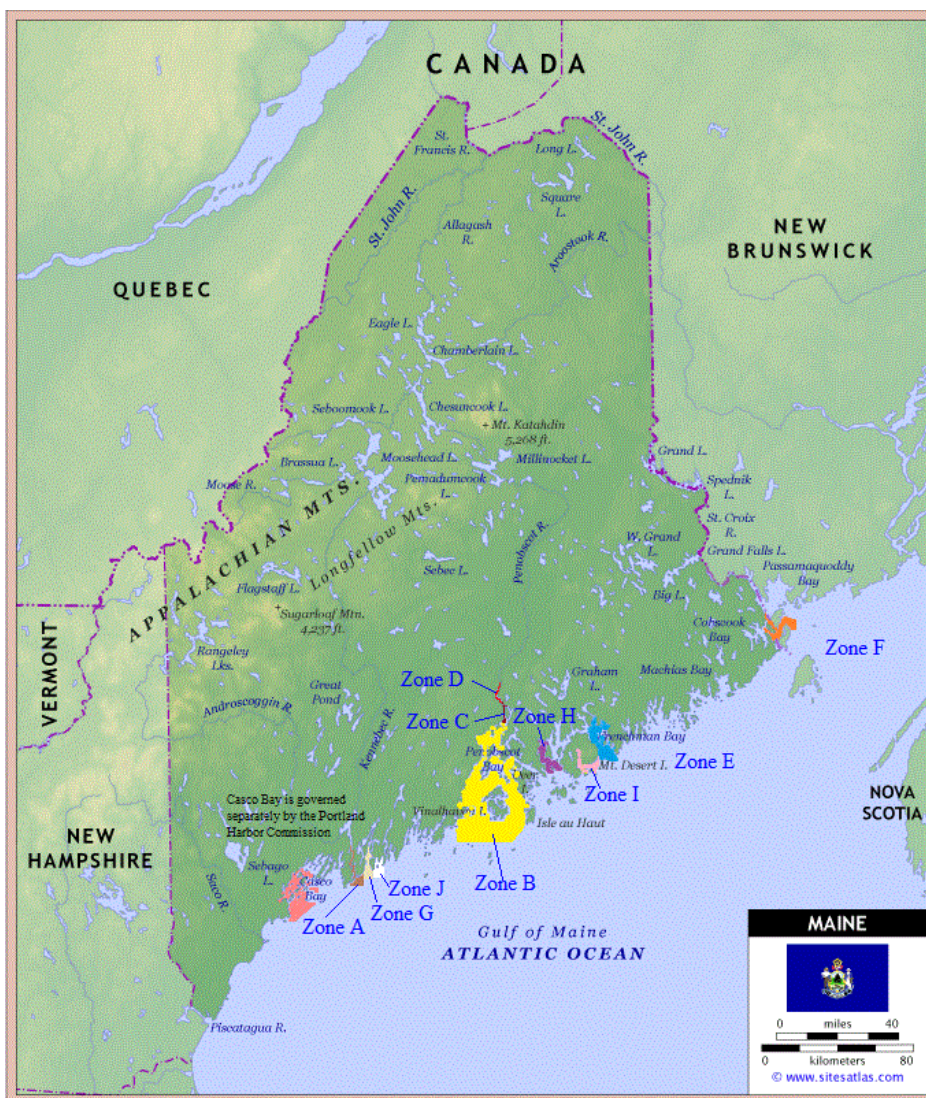 CANADA
St.
Francis R.
Long L.
St. John R.
St. John R.
Square
L.
Allagash
R.
Aroostook R.
NEW
BRUNSWICK
QUEBEC
Eagle L.
Chamberlain L.
Seboomook L.
Chesuncook L.
+ Mt. Katahdin
5,268 ft.
Brassua L.
Moosehead L.
Millinocket L.
Grand L.
Moose R.
Pemadumcook
L.
Spednik
L.
APPALACHIAN MTS.
Longfellow Mts.
St. Croix
R.
Penobscot R.
W. Grand
L.
Grand Falls L.
Passamaquoddy
Bay
Flagstaff L.
Sebec L.
Big L.
+
Sugarloaf Mtn.
4,237 ft.
Cobscook
Bay
VERMONT
Rangeley
Lks.
Zone F
Machias Bay
Graham
L.
Zone D
Great
Pond
Androscoggin R.
Kennebec R.
Zone C
Zone H
Frenchman Bay
Penobscot
Bay
Mt. Desert I.
Zone E
Deer
I.
Zone I
Casco Bay is governed
separately by the Portland
Harbor Commission
Vinalhaven I.
Isle au Haut
NOVA
SCOTIA
NEW
HAMPSHIRE
Sebago
L.
Saco R.
Casco
Bay
Zone J
Zone B
Zone G
Zone A
Gulf of Maine
ATLANTIC OCEAN
MAINE
Piscatagua R.
0 miles 40
0 kilometers 80
© www.sitesatlas.com